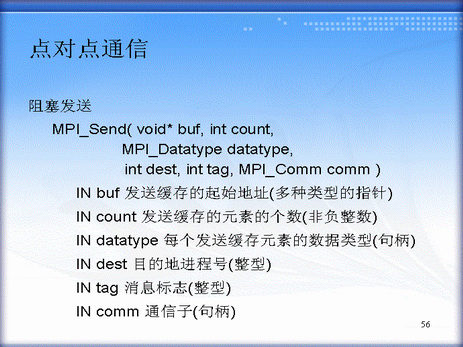 点对点通信
阻塞发送
MPI_Send( void* buf, int count,
MPI_Datatype datatype,
int dest, int tag, MPI_Comm comm )
IN buf 发送缓存的起始地址(多种类型的指针)
IN count 发送缓存的元素的个数(非负整数)
IN datatype 每个发送缓存元素的数据类型(句柄)
IN dest 目的地进程号(整型)
IN tag 消息标志(整型)
IN comm 通信子(句柄)
56